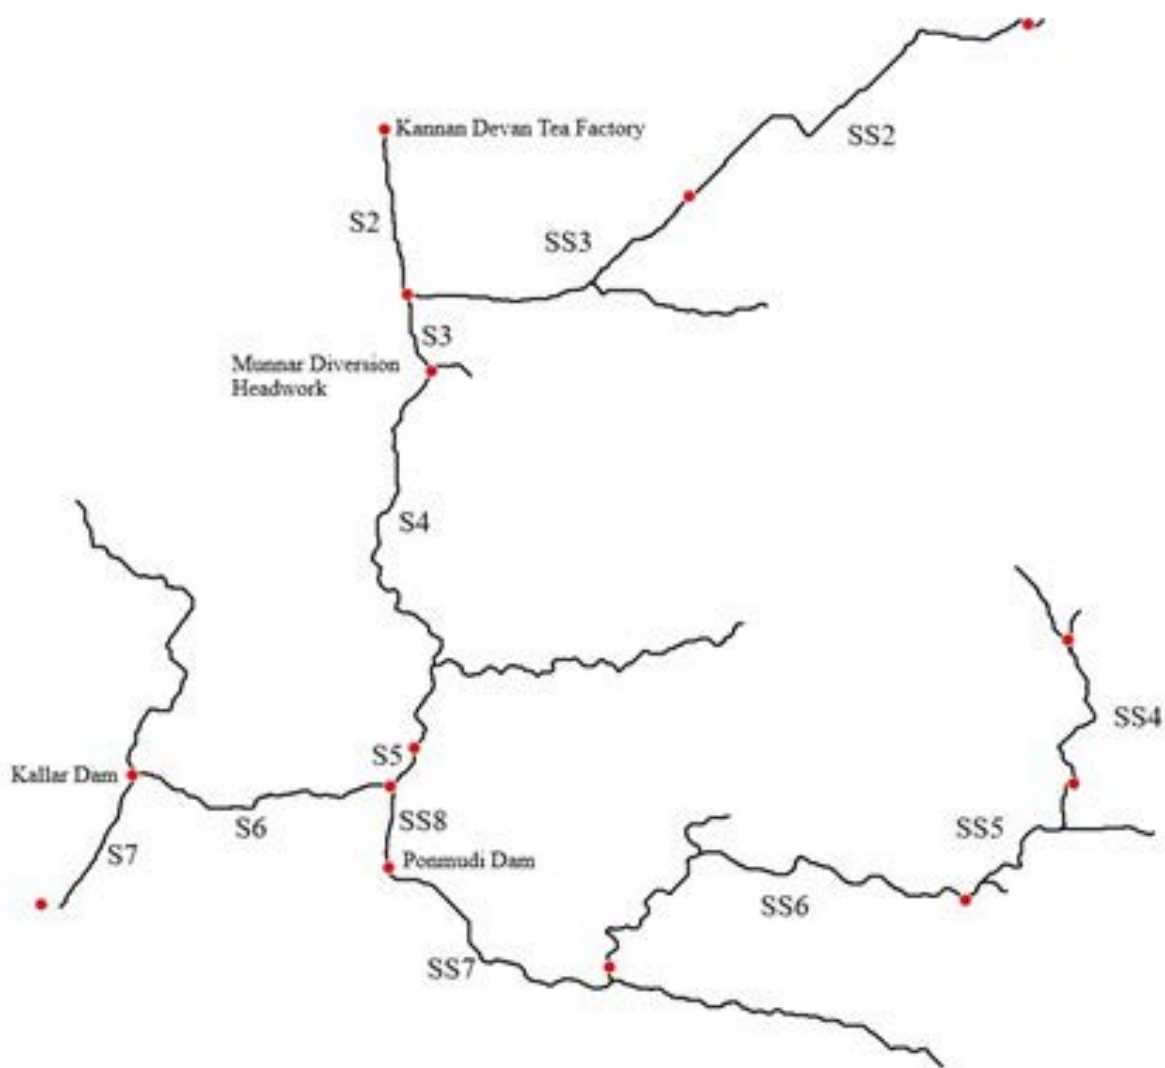 Kannan Devan Tea Factory
SS2
S2
SS3
S3
Munnar Diversion
Headwork
S4
SS4
S5
Kallar Dam
S6
SS8
SS5
S7
Ponmudi Dam
SS6
SS7